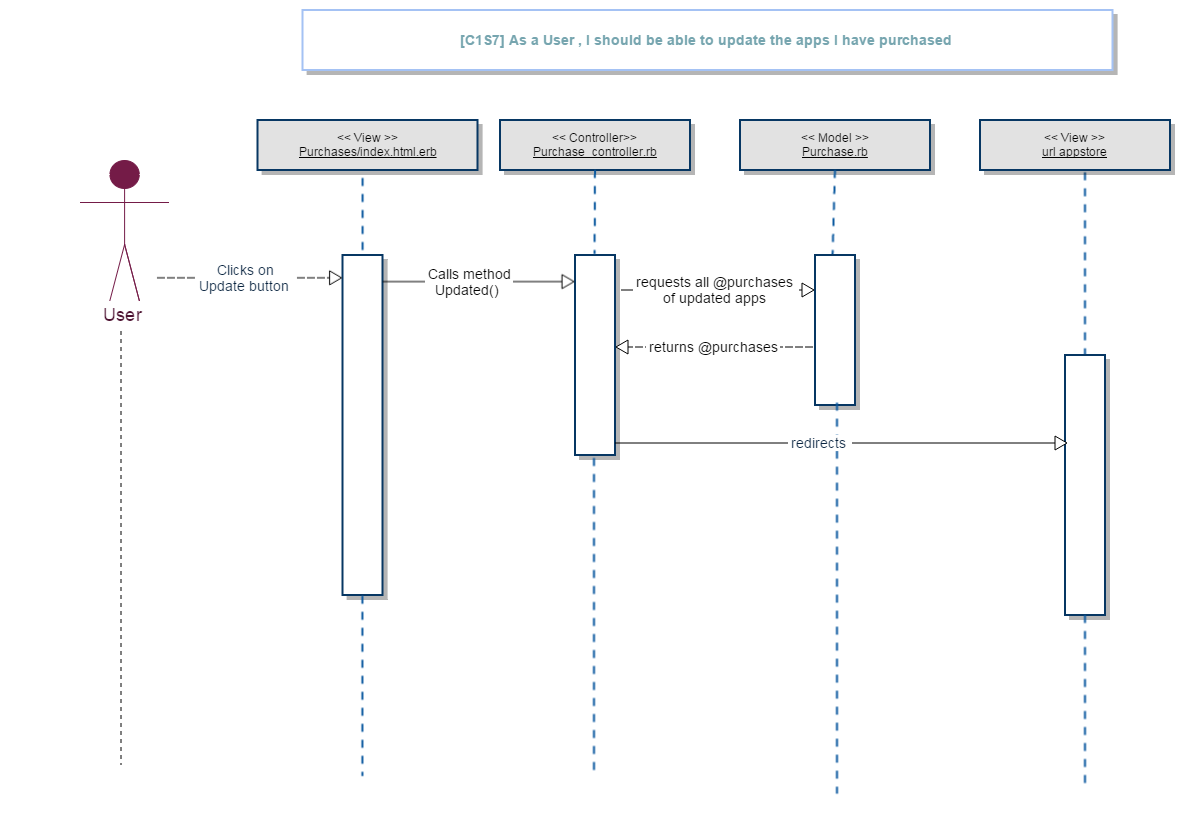 [C1S7] As a User , I should be able to update the apps I have purchased
<< View >>
Purchases/index.html.erb
<< Controller>>
Purchase_controller.rb
<< Model >>
Purchase.rb
<< View >>
url appstore
User
Clicks on
Update button
Calls method
Updated()
requests all @purchases
of updated apps
returns @purchases
redirects